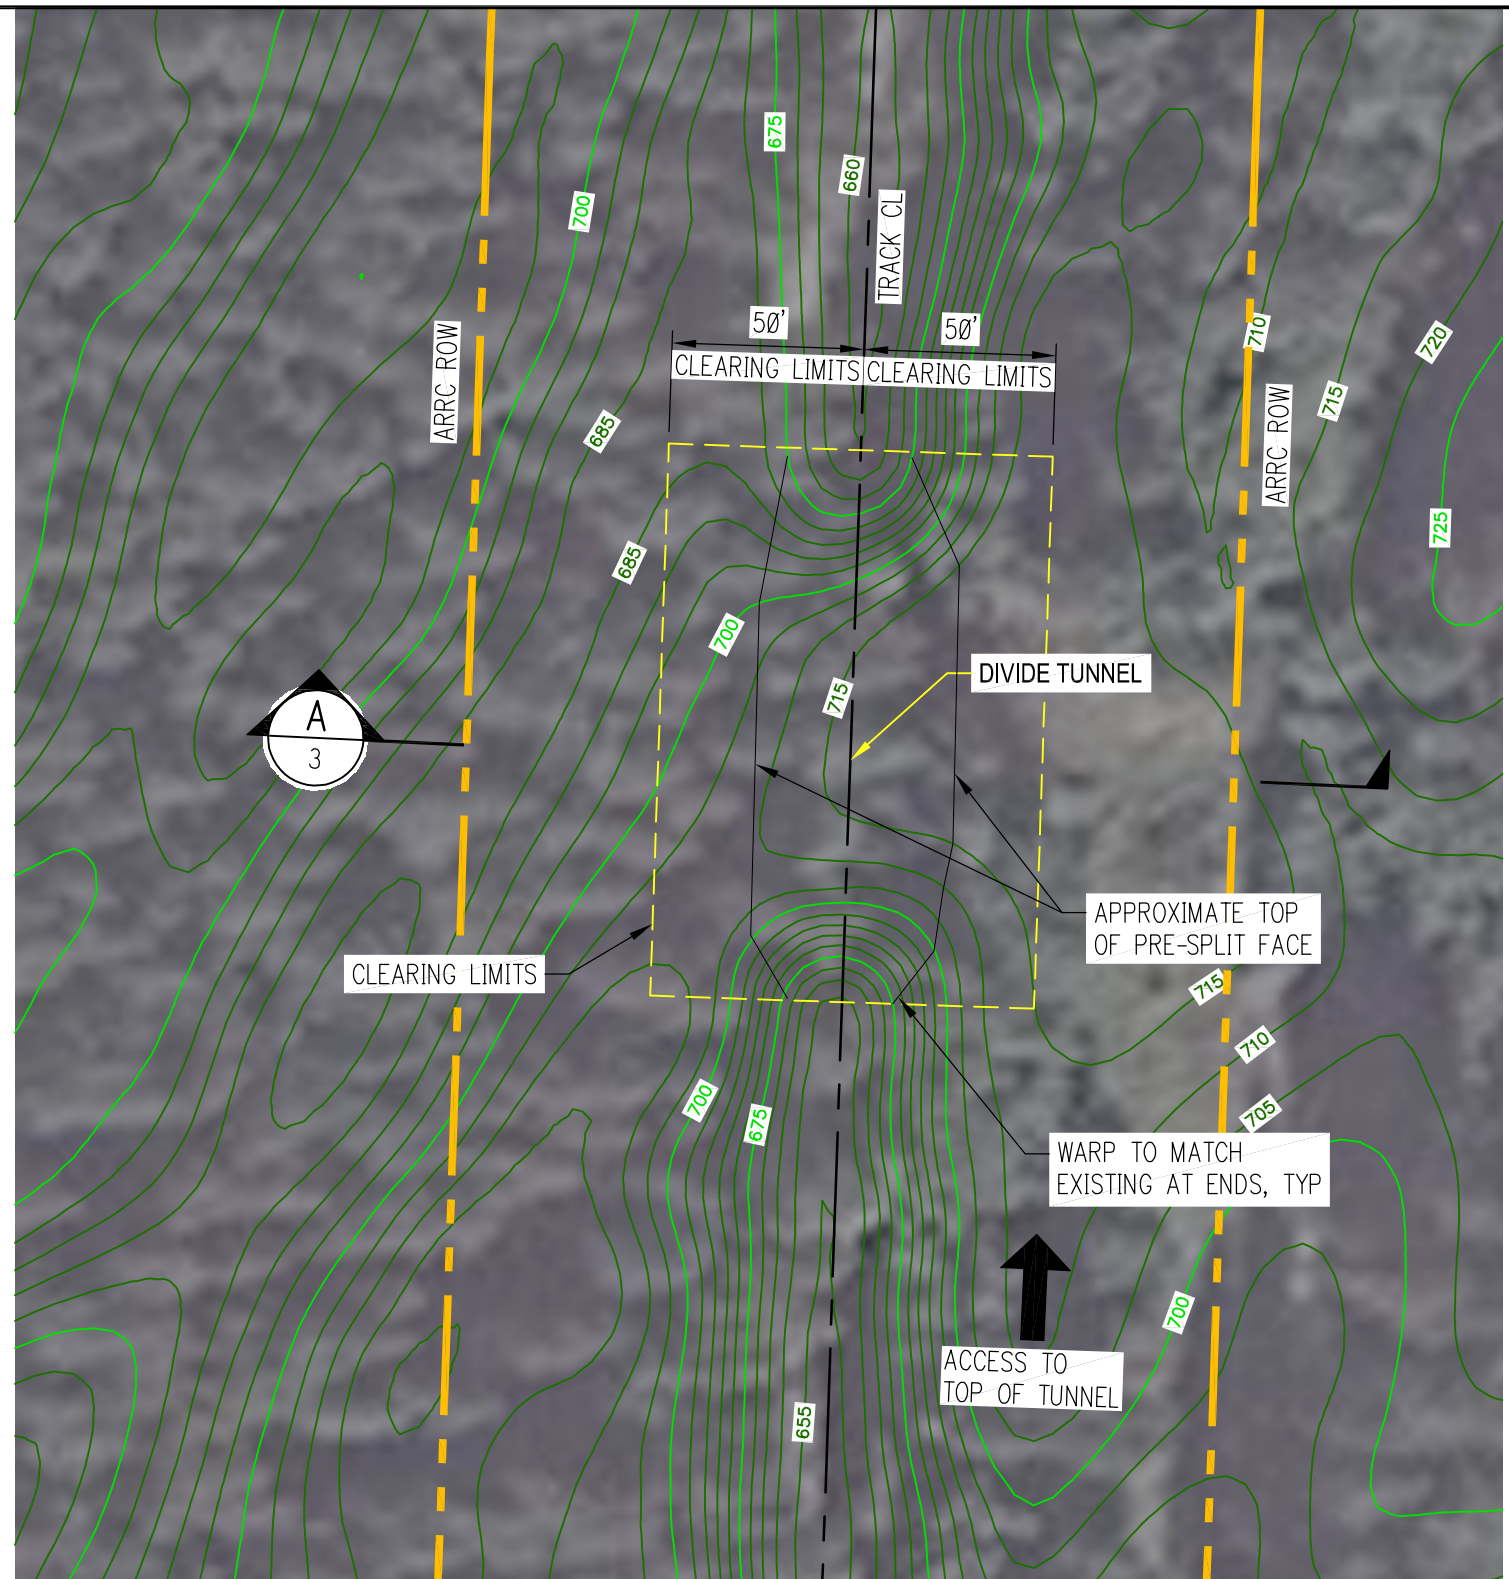 675
660
700
TRACK CL
50'
50'
710
720
CLEARING LIMITS
CLEARING LIMITS
ARRC ROW
715
685
ARRC ROW
725
685
700
DIVIDE TUNNEL
715
A
3
APPROXIMATE TOP
OF PRE-SPLIT FACE
CLEARING LIMITS
715
710
700
675
705
WARP TO MATCH
EXISTING AT ENDS, TYP
700
ACCESS TO
TOP OF TUNNEL
655